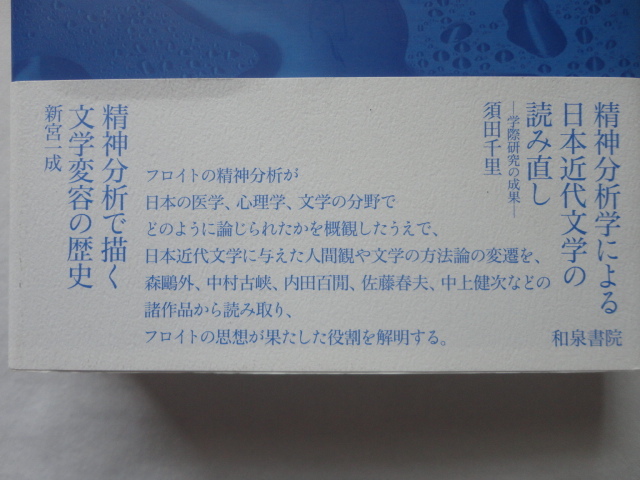 精神分析学による
日本近代文学の
読み直し
―学際研究の成果―
須田千里
和泉書院
フロイトの精神分析が
日本の医学、心理学、文学の分野で
どのように論じられたかを概観したうえで、
日本近代文学に与えた人間観や文学の方法論の変遷を、
森鷗外、中村古峡、内田百閒、佐藤春夫、中上健次などの
諸作品から読み取り、
フロイトの思想が果たした役割を解明する。
精神分析で描く
文学変容の歴史
新宮一成